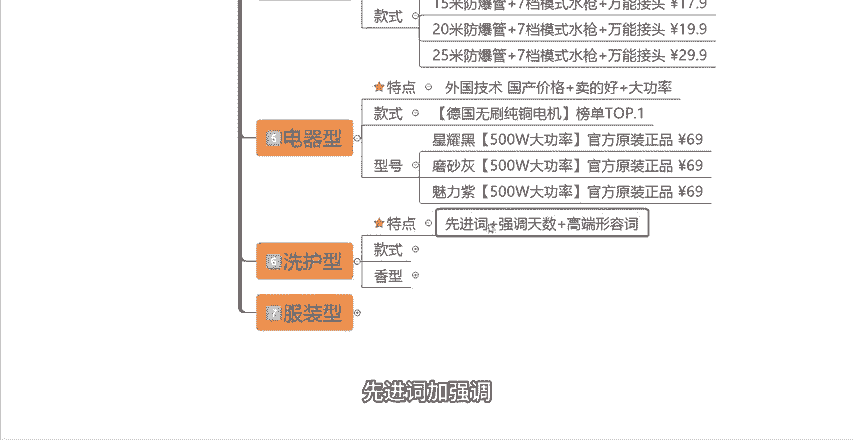 15米防爆管+7档模式水枪+万能接头 ¥17.9
款式
20米防爆管+7档模式水枪+万能接头 ¥19.9
25米防爆管+7档模式水枪+万能接头 ¥29.9
特点 外国技术 国产价格+卖的好+大功率
款式 【德国无刷纯铜电机】榜单TOP.1
5 电器型
星耀黑【500W大功率】官方原装正品 ¥69
型号 磨砂灰【500W大功率】官方原装正品 ¥69
魅力紫【500W大功率】官方原装正品 ¥69
特点 先进词+强调天数+高端形容词
款式
6 洗护型
香型
7 服装型
先进词加强调